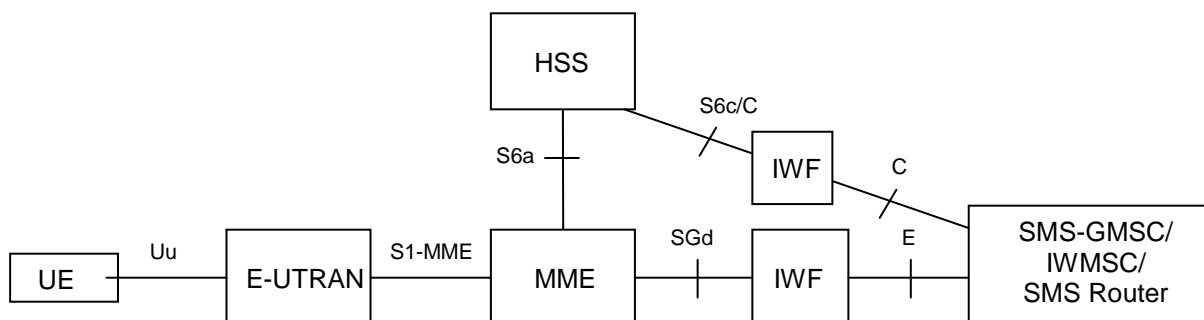 HSS
S6c/C
S6a
IWF
C
Uu
S1-MME
SGd
E
SMS-GMSC/
IWMSC/
SMS Router
UE
E-UTRAN
MME
IWF